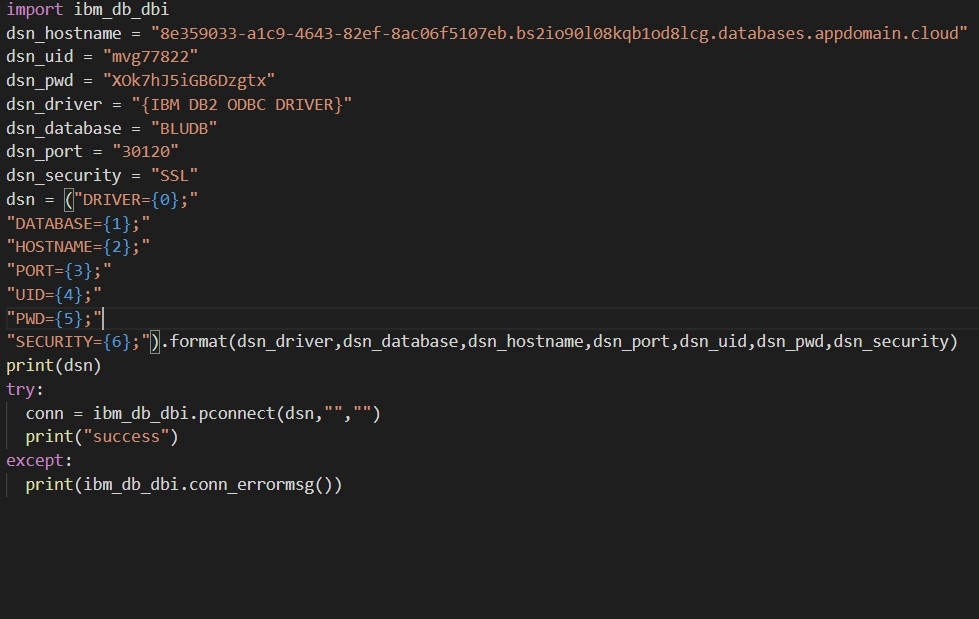 import ibm_db_dbi
dsn_hostname = "8e359033-a1c9-4643-82ef-8ac06f5107eb.bs2io90l08kqb1od8lcg.databases.appdomain.cloud"
dsn_uid = "mvg77822"
dsn_pwd = "XOk7hJ5iGB6Dzgtx"
dsn_driver = "{IBM DB2 ODBC DRIVER}"
dsn_database = "BLUDB"
dsn_port = "30120"
dsn_security = "SSL"
dsn = ("DRIVER={0};"
"DATABASE={1};"
"HOSTNAME={2};"
"PORT={3};"
"UID={4};"
"PWD={5};"
"SECURITY={6};").format(dsn_driver,dsn_database,dsn_hostname,dsn_port,dsn_uid,dsn_pwd,dsn_security)
print(dsn)
try:
  conn = ibm_db_dbi.pconnect(dsn,"","")
  print("success")
except:
  print(ibm_db_dbi.conn_errormsg())